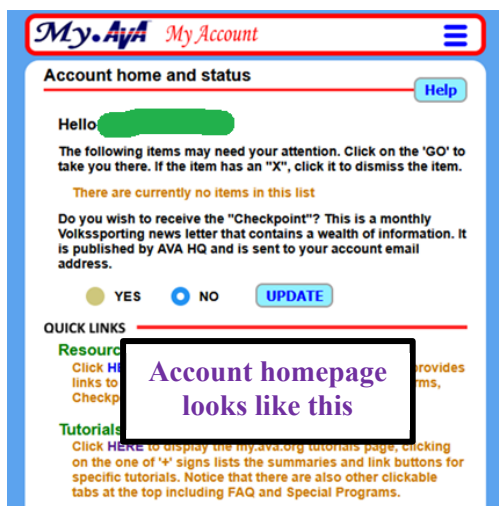 My.AVA My Account
Account home and status
Help
Hello
The following items may need your attention. Click on the 'GO' to
take you there. If the item has an "X", click it to dismiss the item.
There are currently no items in this list
Do you wish to receive the "Checkpoint"? This is a monthly
Volkssporting news letter that contains a wealth of information. It
is published by AVA HQ and is sent to your account email
address.
YES NO UPDATE
QUICK LINKS
Resourc
Click HE provides
links to rms,
Checkp
Account homepage
looks like this
Tutorials
Click HERE to display the my.ava.org tutorials page, clicking
on the one of '+' signs lists the summaries and link buttons for
specific tutorials. Notice that there are also other clickable
tabs at the top including FAQ and Special Programs.